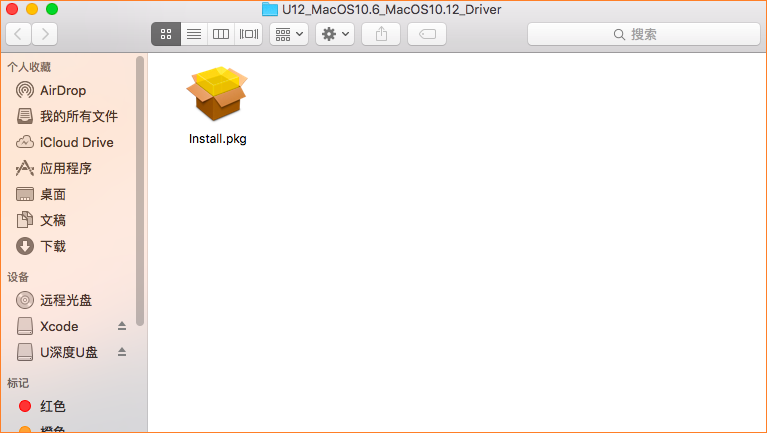 U12_MacOS10.6_MacOS10.12_Driver
搜索
个人收藏
AirDrop
我的所有文件
iCloud Drive
应用程序
桌面
文稿
下载
设备
远程光盘
Xcode
U深度U盘
标记
红色
橙色
Install.pkg